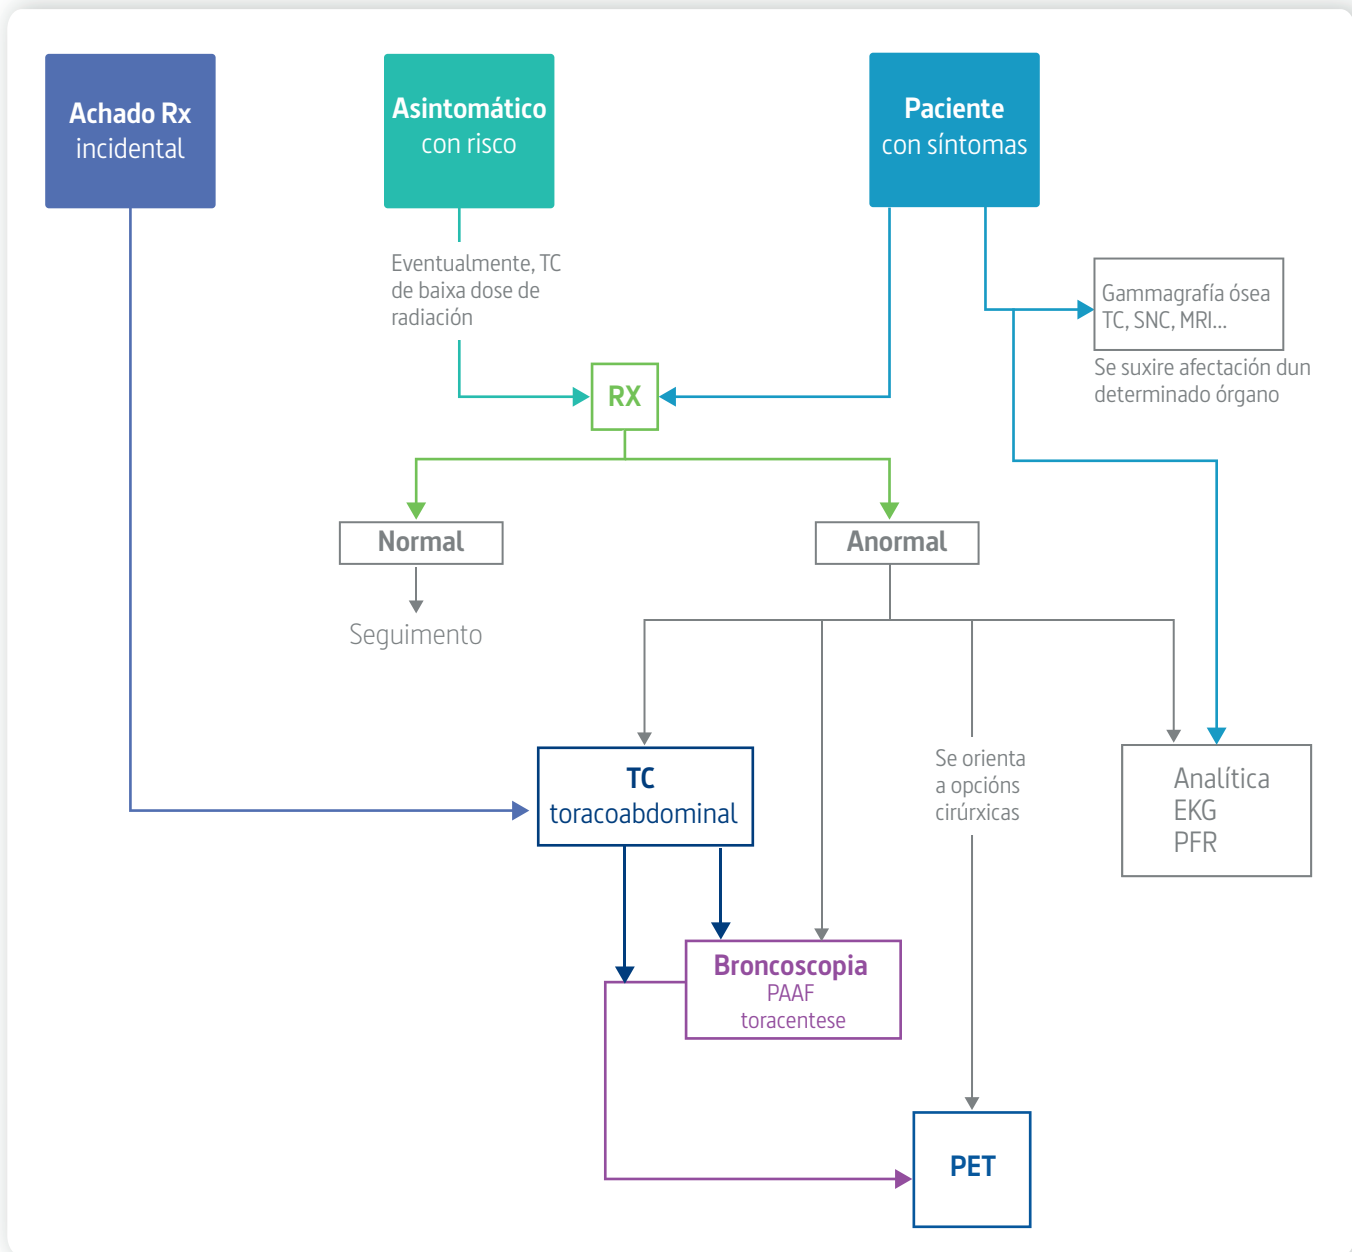 Achado Rx
incidental
Asintomático
con risco
Paciente
con síntomas
Eventualmente, TC
de baixa dose de
radiación
Gammagrafía ósea
TC, SNC, MRI...
Se suxire afectación dun
determinado órgano
RX
Normal
Anormal
Seguimento
TC
toracoabdominal
Se orienta
a opcións
cirúrxicas
Analítica
EKG
PFR
Broncoscopia
PAAF
toracentese
PET